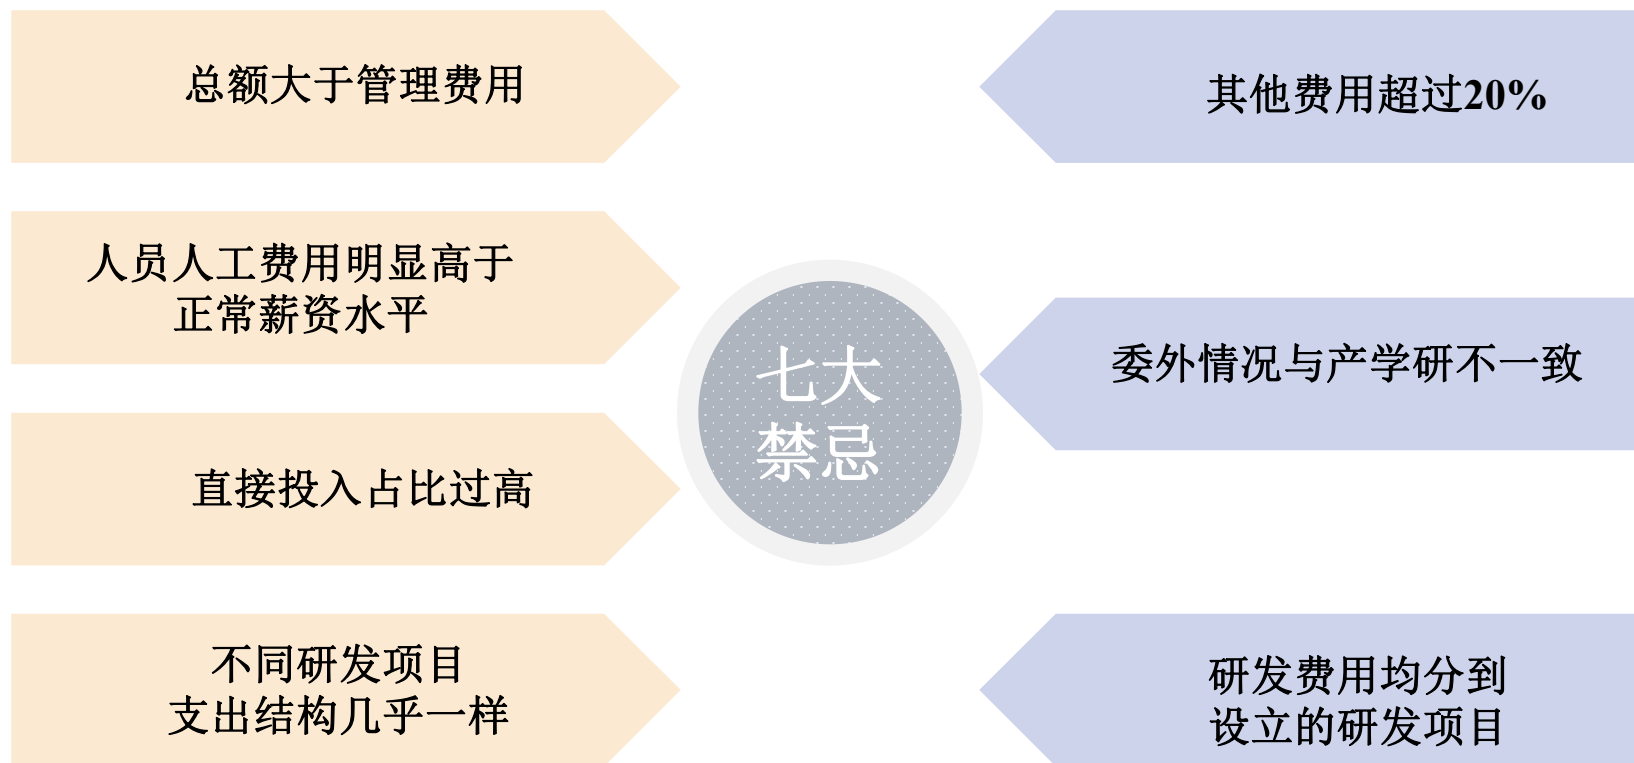 总额大于管理费用
人员人工费用明显高于
正常薪资水平
直接投入占比过高
不同研发项目
支出结构几乎一样
七大
禁忌
其他费用超过20%
委外情况与产学研不一致
研发费用均分到
设立的研发项目